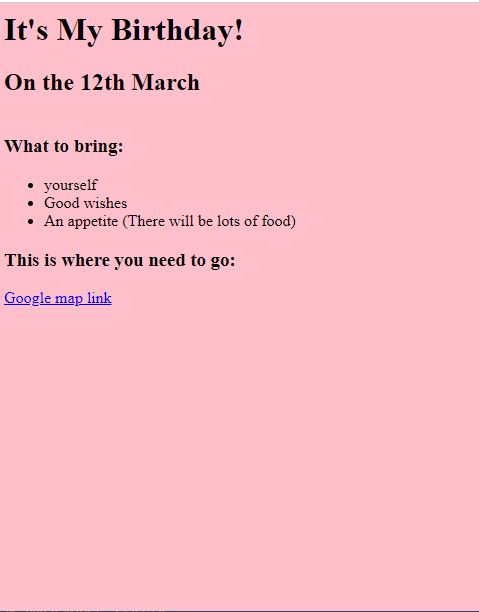 It's My Birthday!
On the 12th March
What to bring:
yourself
Good wishes
An appetite (There will be lots of food)
This is where you need to go:
Google map link